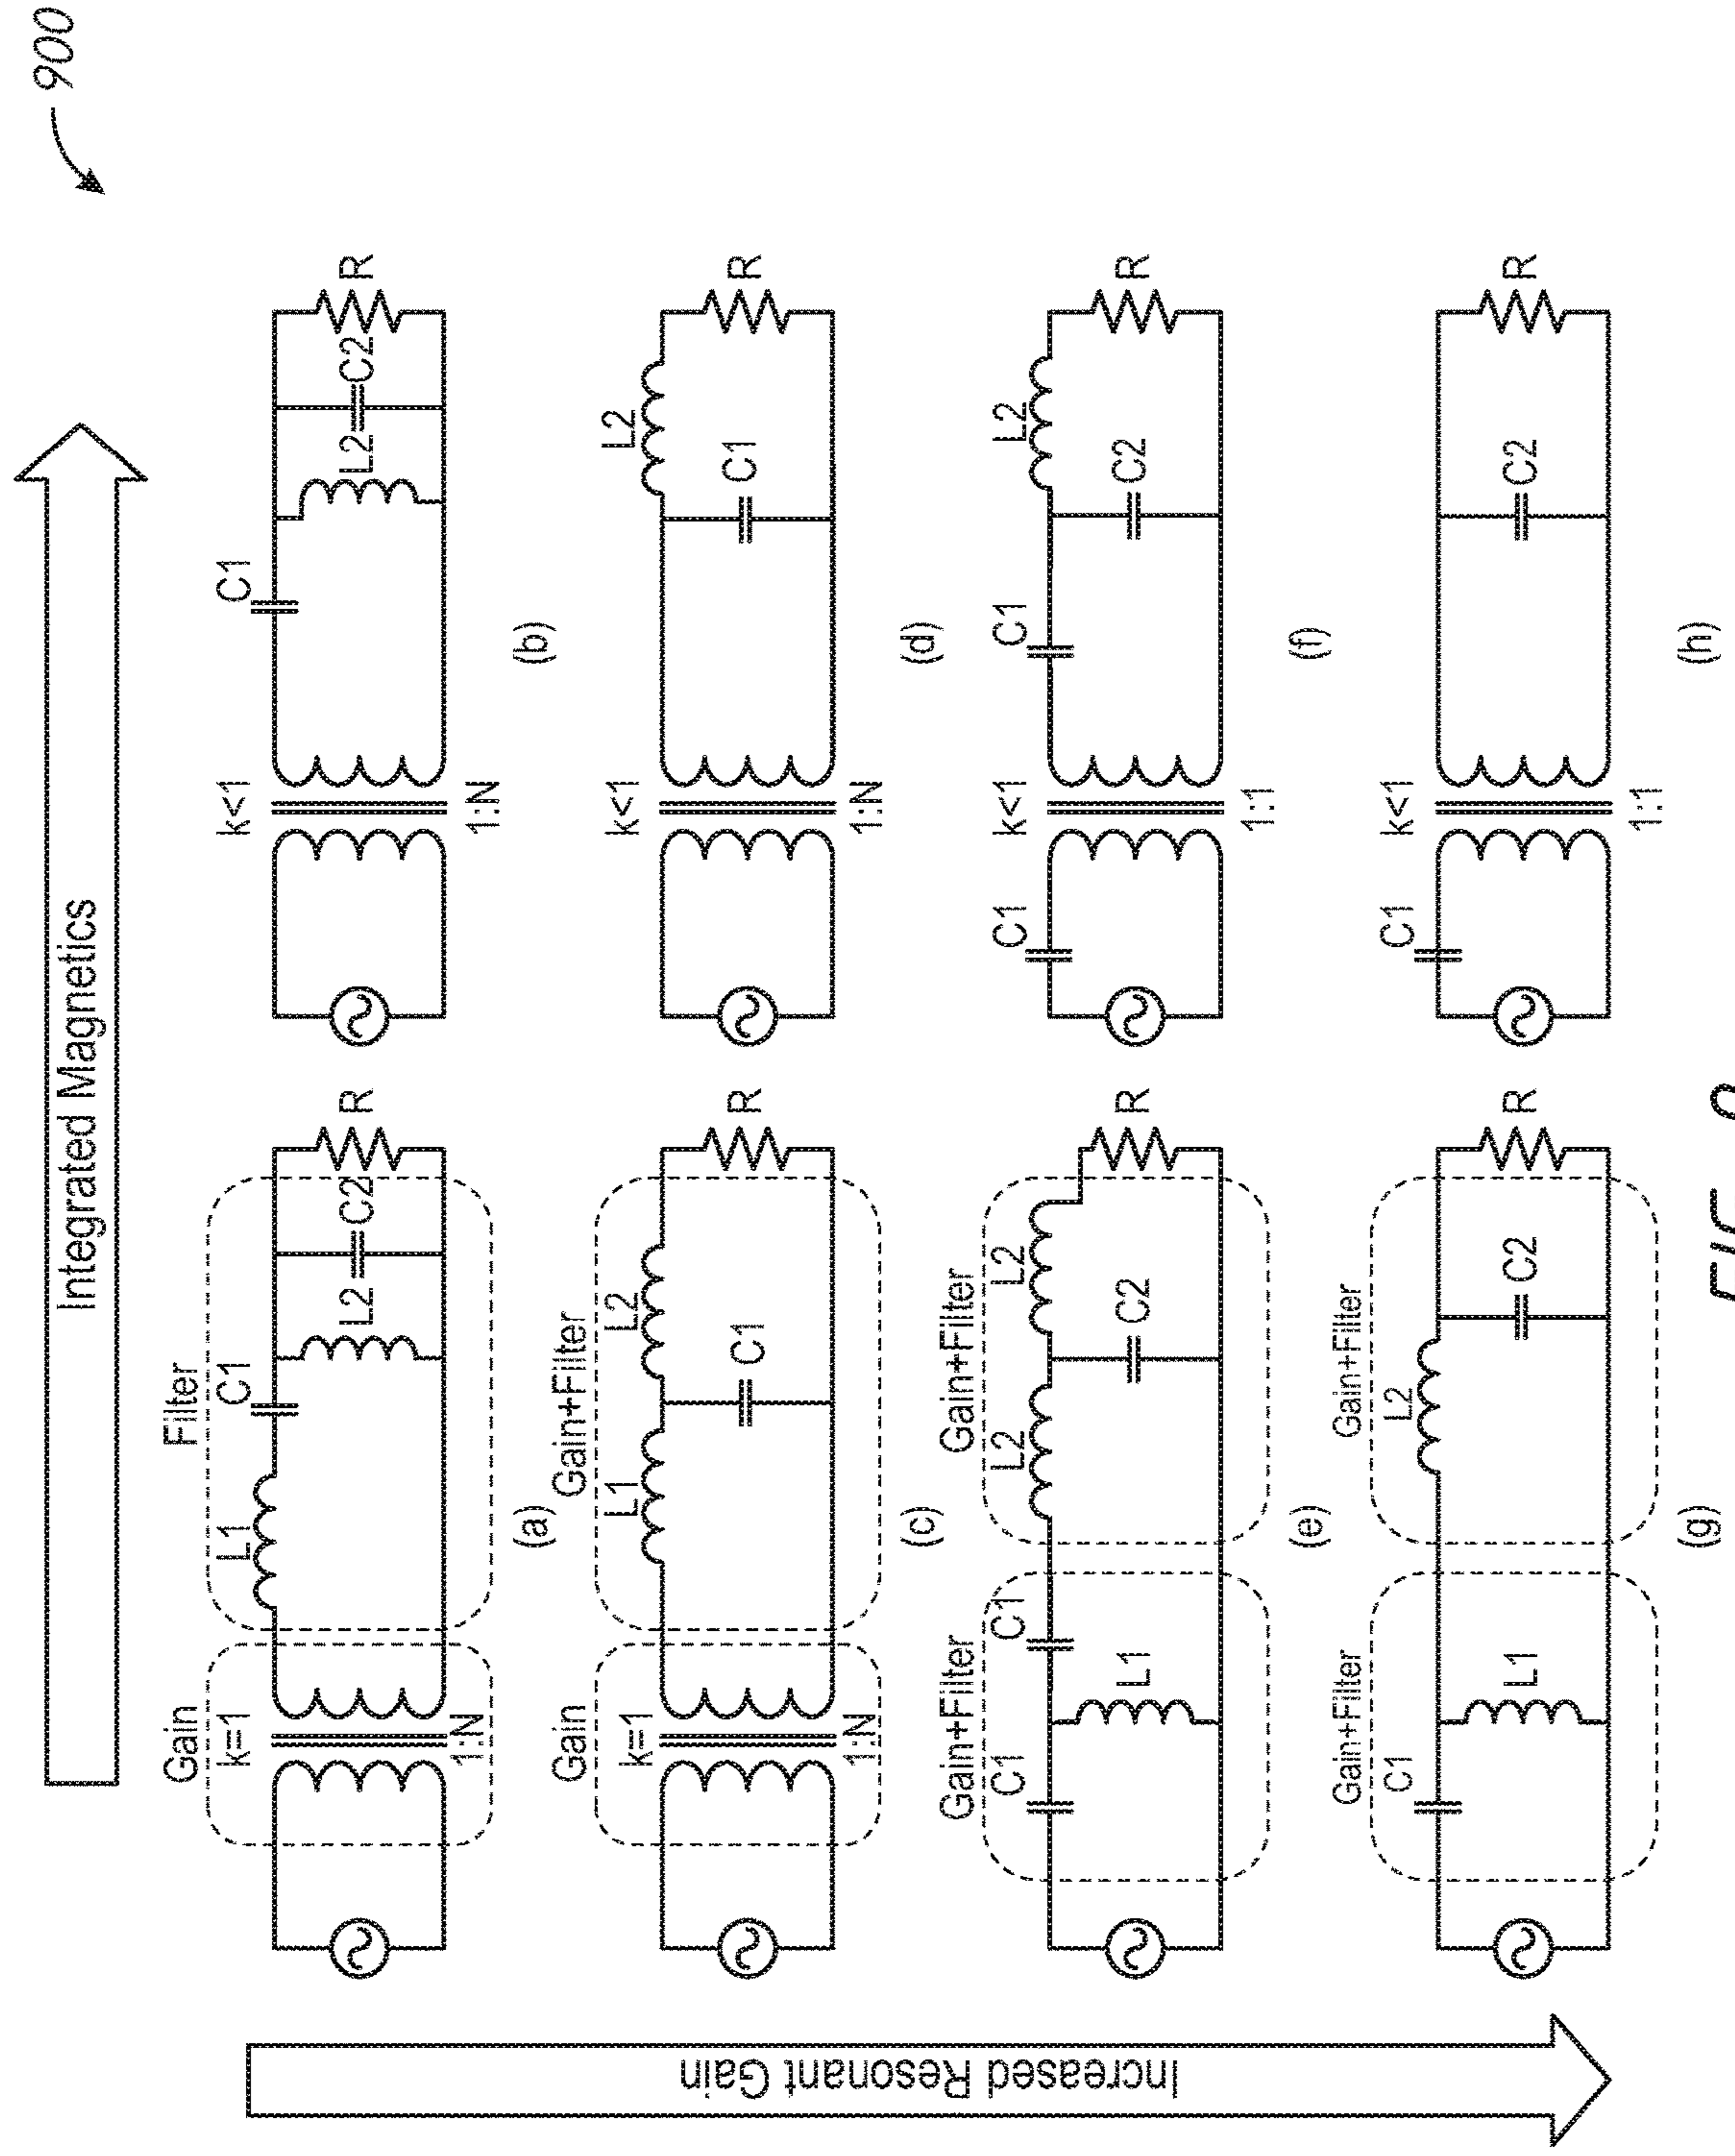 900
Integrated Magnetics
Increased Resonant Gain
Gain
k=1
1:N
Filter
L1
C1
L2
C2
R
(a)
k<1
1:N
C1
L2
C2
R
(b)
Gain
k=1
1:N
Gain+Filter
L1
L2
C1
R
(c)
k<1
1:N
L2
C1
R
(d)
Gain+Filter
C1
C1
L1
Gain+Filter
L2
L2
C2
R
(e)
C1
k<1
1:1
C1
L2
C2
R
(f)
Gain+Filter
C1
L1
Gain+Filter
L2
C2
R
(g)
C1
k<1
1:1
C2
R
(h)
FIG. 9